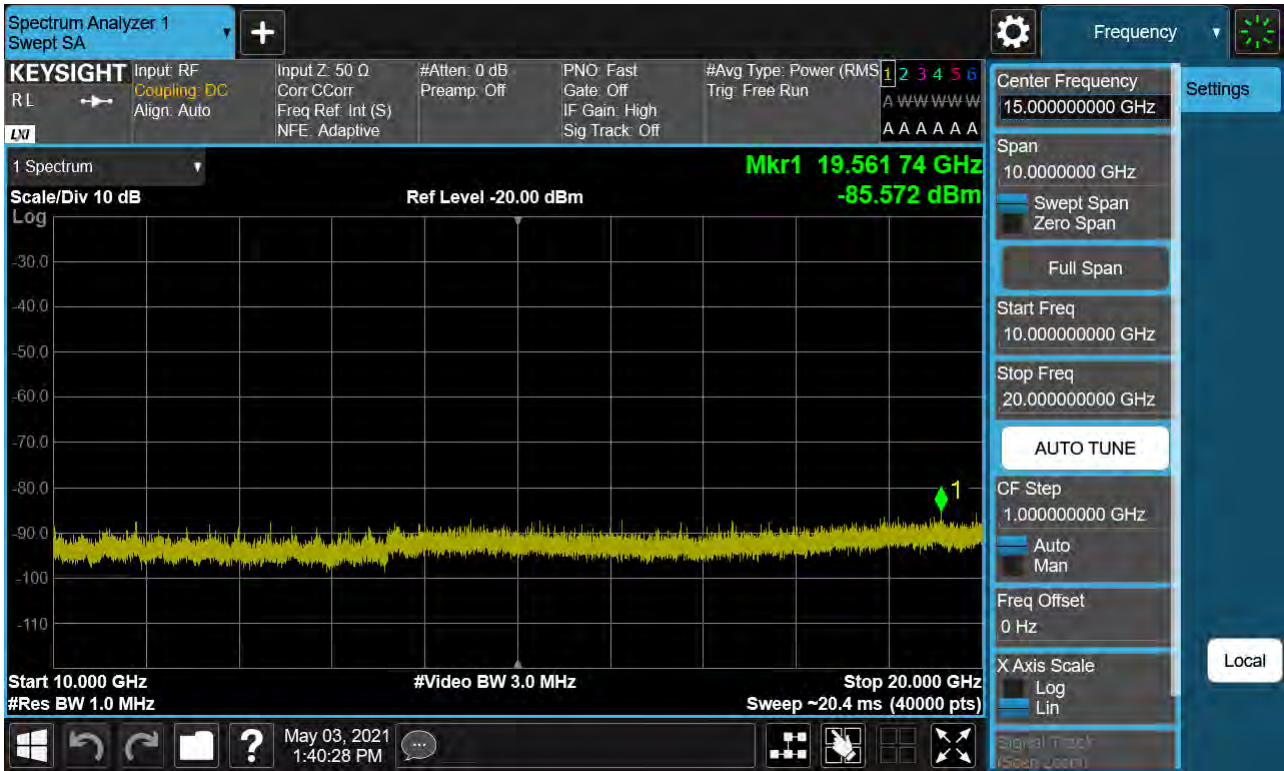 Spectrum Analyzer 1
Swept SA
Frequency
KEYSIGHT
RL
LXI
Input: RF
Coupling: DC
Align: Auto
Input Z: 50 Ω
Corr CCorr
Freq Ref: Int (S)
NFE: Adaptive
#Atten: 0 dB
Preamp: Off
PNO: Fast
Gate: Off
IF Gain: High
Sig Track: Off
#Avg Type: Power (RMS
Trig: Free Run
1 2 3 4 5 6
A W W W W W
A A A A A A
1 Spectrum
Mkr1 19.561 74 GHz
Scale/Div 10 dB
Ref Level -20.00 dBm
-85.572 dBm
Log
-30.0
-40.0
-50.0
-60.0
-70.0
-80.0
1
-90.0
-100
-110
Start 10.000 GHz
#Video BW 3.0 MHz
Stop 20.000 GHz
#Res BW 1.0 MHz
Sweep ~20.4 ms (40000 pts)
Center Frequency
15.000000000 GHz
Settings
Span
10.0000000 GHz
Swept Span
Zero Span
Full Span
Start Freq
10.000000000 GHz
Stop Freq
20.000000000 GHz
AUTO TUNE
CF Step
1.000000000 GHz
Auto
Man
Freq Offset
0 Hz
X Axis Scale
Log
Lin
Local
Signal Track
(Span Zoom)
?
May 03, 2021
1:40:28 PM